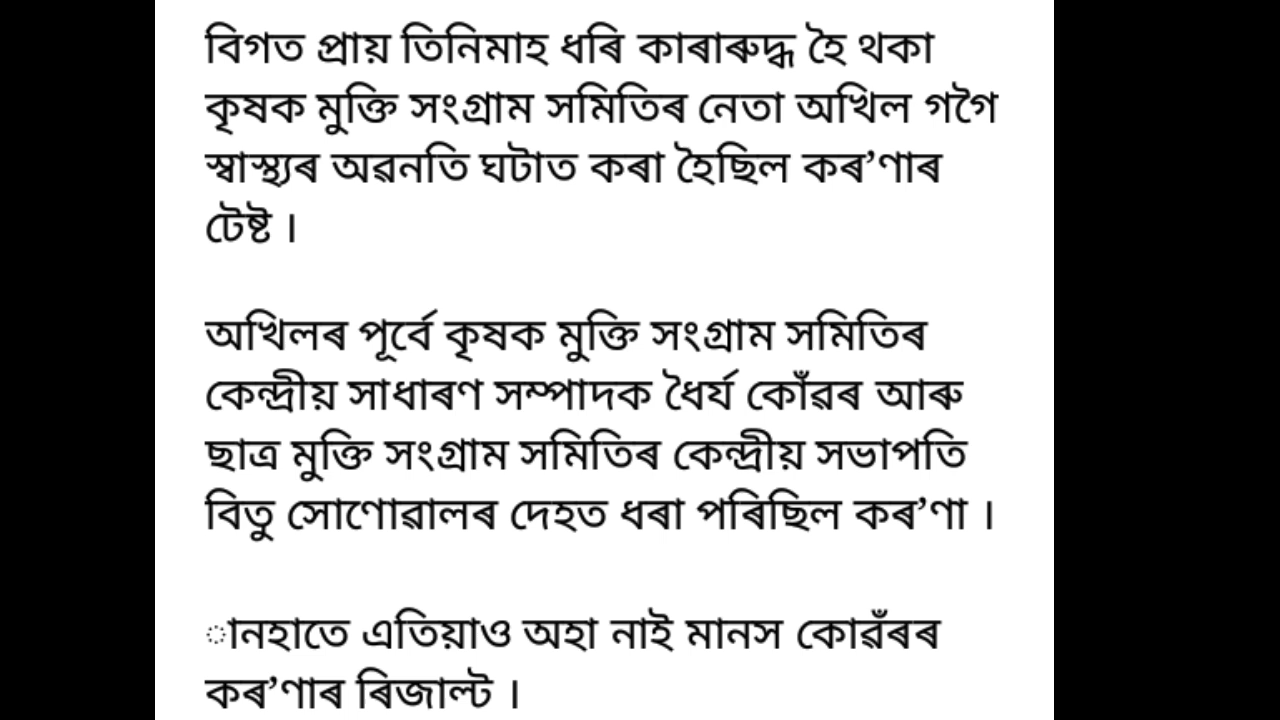 বিগত প্ৰায় তিনিমাহ ধৰি কাৰাৰুদ্ধ হৈ থকা
কৃষক মুক্তি সংগ্ৰাম সমিতিৰ নেতা অখিল গগৈ
স্বাস্থ্যৰ অৱনতি ঘটাত কৰা হৈছিল কৰ’ণাৰ
টেষ্ট ।
অখিলৰ পূৰ্বে কৃষক মুক্তি সংগ্ৰাম সমিতিৰ
কেন্দ্ৰীয় সাধাৰণ সম্পাদক ধৈৰ্য কোঁৱৰ আৰু
ছাত্ৰ মুক্তি সংগ্ৰাম সমিতিৰ কেন্দ্ৰীয় সভাপতি
বিতু সোণোৱালৰ দেহত ধৰা পৰিছিল কৰ’ণা ।
ানহাতে এতিয়াও অহা নাই মানস কোৱঁৰৰ
কৰ’ণাৰ ৰিজাল্ট ।